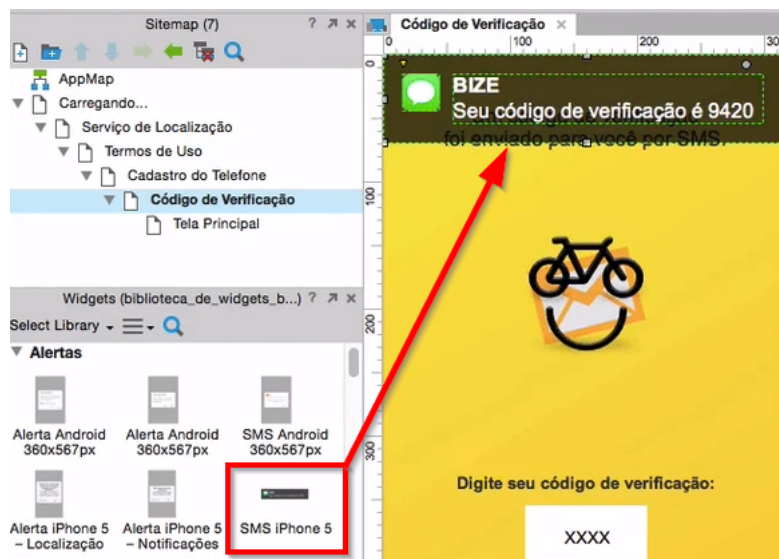 Sitemap (7)
AppMap
Carregando...
Serviço de Localização
Termos de Uso
Cadastro do Telefone
Código de Verificação
Tela Principal
Widgets (biblioteca_de_widgets_b...)
Select Library
Alertas
Alerta Android
360x567px
Alerta Android
360x567px
SMS Android
360x567px
Alerta iPhone 5
– Localização
Alerta iPhone 5
– Notificações
SMS iPhone 5
Código de Verificação
0
100
200
30
0
100
200
300
BIZE
Seu código de verificação é 9420
foi enviado para você por SMS.
Digite seu código de verificação:
XXXX